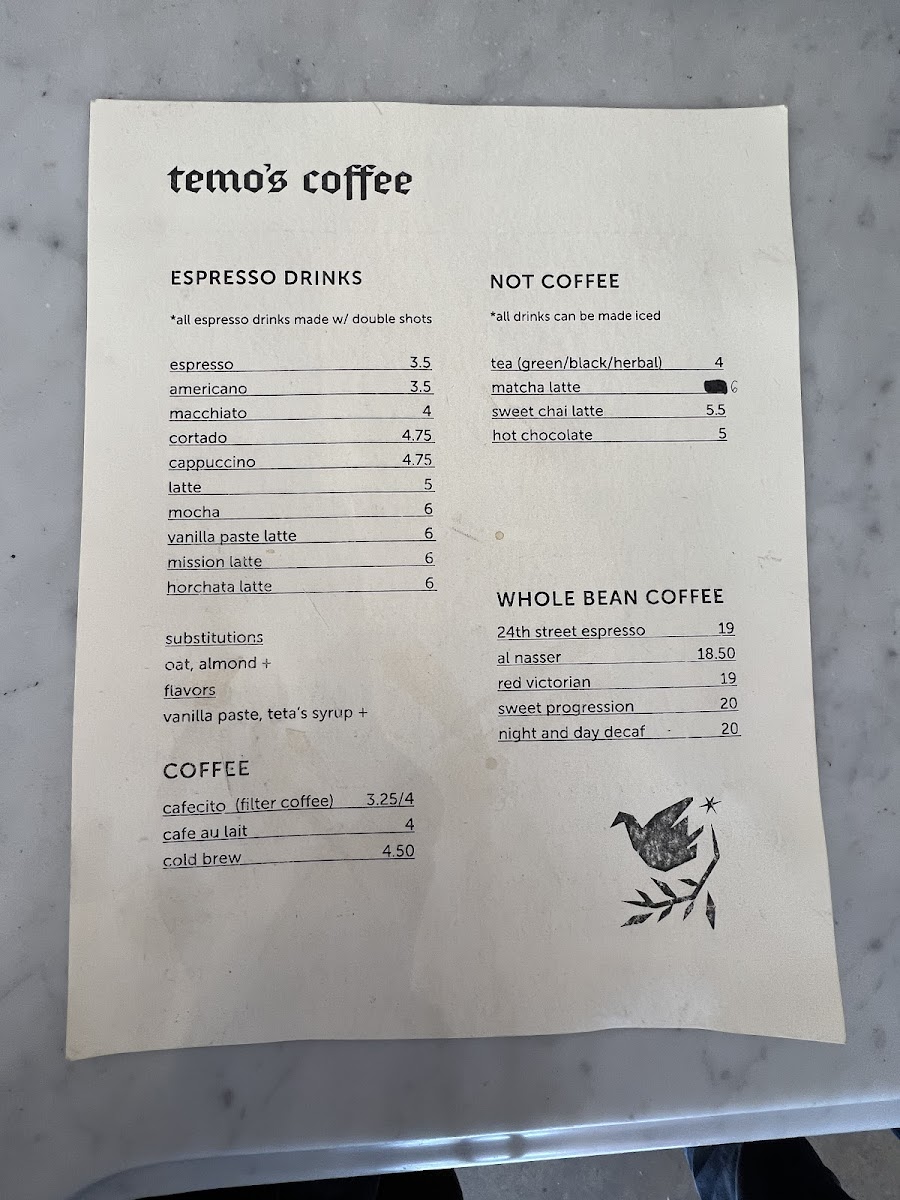 temo's coffee
ESPRESSO DRINKS
*all espresso drinks made w/ double shots
espresso 3.5
americano 3.5
macchiato 4
cortado 4.75
cappuccino 4.75
latte 5
mocha 6
vanilla paste latte 6
mission latte 6
horchata latte 6
substitutions
oat, almond +
flavors
vanilla paste, teta's syrup +
COFFEE
cafecito (filter coffee) 3.25/4
cafe au lait 4
cold brew 4.50
NOT COFFEE
*all drinks can be made iced
tea (green/black/herbal) 4
matcha latte 6
sweet chai latte 5.5
hot chocolate 5
WHOLE BEAN COFFEE
24th street espresso 19
al nasser 18.50
red victorian 19
sweet progression 20
night and day decaf 20